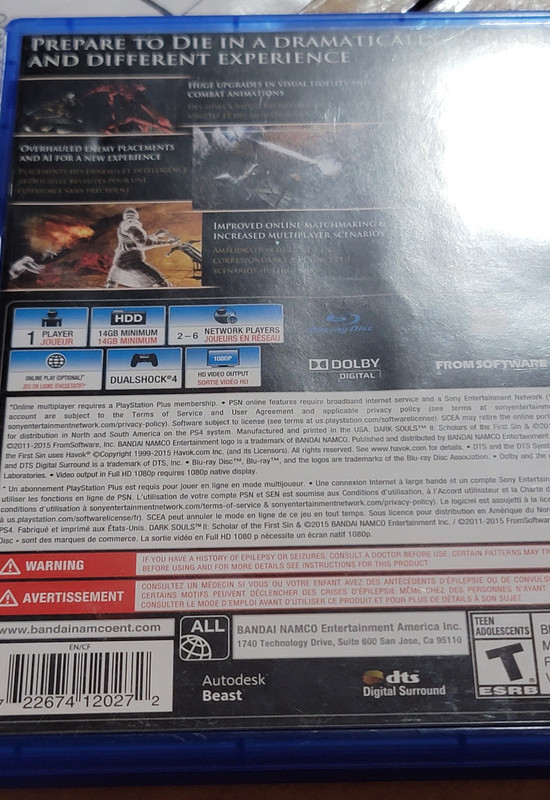 PREPARE TO DIE IN A DRAMATICALLY
AND DIFFERENT EXPERIENCE
HUGE UPGRADES IN VISUAL FIDELITY AND
COMBAT ANIMATIONS
OVERHAULED ENEMY PLACEMENTS
AND AI FOR A NEW EXPERIENCE
PLACEMENTS DES ENNEMIS ET INTELLIGENCE
ARTIFICIELLE REVISITÉS POUR UNE
EXPÉRIENCE SANS PRÉCÉDENT
IMPROVED ONLINE MATCHMAKING &
INCREASED MULTIPLAYER SCENARIOS
1 PLAYER
JOUEUR
HDD
14GB MINIMUM
14GB MINIMUM
2–6 NETWORK PLAYERS
JOUEURS EN RÉSEAU
Blu-ray Disc
ONLINE PLAY (OPTIONAL)*
JEU EN LIGNE (FACULTATIF)*
DUALSHOCK®4
1080P
HD VIDEO OUTPUT
SORTIE VIDÉO HD
DOLBY
DIGITAL
FROMSOFTWARE
*Online multiplayer requires a PlayStation Plus membership. • PSN online features require broadband internet service and a Sony Entertainment Network
account are subject to the Terms of Service and User Agreement and applicable privacy policy (see terms at
sonyentertainmentnetwork.com/privacy-policy). Software subject to license (see terms at us.playstation.com/softwarelicense). SCEA may retire the online
for distribution in North and South America on the PS4 system. Manufactured and printed in the USA. DARK SOULS™ II: Scholars of the First Sin &
©2011-2015 FromSoftware, Inc. BANDAI NAMCO Entertainment logo is a trademark of BANDAI NAMCO. Published and distributed by BANDAI NAMCO Entertainment
the First Sin uses Havok® ©Copyright 1999-2015 Havok.com Inc. (and its Licensors). All rights Reserved. See www.havok.com for details. • DTS and the DTS
and DTS Digital Surround is a trademark of DTS, Inc. • Blu-ray Disc™, Blu-ray™, and the logos are trademarks of the Blu-ray Disc Association. • Dolby and the
Laboratories. • Video output in Full HD 1080p requires 1080p native display.
* Un abonnement PlayStation Plus est requis pour jouer en ligne en mode multijoueur. • Une connexion Internet à large bande et un compte Sony
utiliser les fonctions en ligne de PSN. L'utilisation de votre compte PSN et SEN est soumise aux Conditions d'utilisation, à l'Accord utilisateur et la Charte
conditions d'utilisation à sonyentertainmentnetwork.com/terms-of-service & sonyentertainmentnetwork.com/privacy-policy). Le logiciel est assujetti à la
à us.playstation.com/softwarelicense/fr). SCEA peut annuler le mode en ligne de ce jeu en tout temps. Sous licence pour distribution en Amérique du
PS4. Fabriqué et imprimé aux États-Unis. DARK SOULS™ II: Scholar of the First Sin & ©2015 BANDAI NAMCO Entertainment Inc. / ©2011-2015
Disc + sont des marques de commerce. La sortie vidéo en Full HD 1080 p nécessite un écran natif 1080p.
WARNING
IF YOU HAVE A HISTORY OF EPILEPSY OR SEIZURES, CONSULT A DOCTOR BEFORE USE. CERTAIN PATTERNS MAY
BEFORE USING AND FOR MORE DETAILS SEE INSTRUCTIONS FOR THIS PRODUCT.
AVERTISSEMENT
CONSULTEZ UN MÉDECIN SI VOUS OU VOTRE ENFANT AVEZ DES ANTÉCÉDENTS D'ÉPILEPSIE OU DE
CERTAINS MOTIFS PEUVENT DÉCLENCHER DES CRISES D'ÉPILEPSIE MÊME CHEZ DES PERSONNES N'AYANT
CONSULTER LE MODE D'EMPLOI AVANT D'UTILISER CE PRODUIT ET POUR PLUS DE DÉTAILS À SON SUJET.
www.bandainamcoent.com
ALL
BANDAI NAMCO Entertainment America Inc.
1740 Technology Drive, Suite 600 San Jose, Ca 95110
EN/CF
7 22674 12027 2
Autodesk
Beast
dts
Digital Surround
TEEN
ADOLESCENTS
T
ESRB